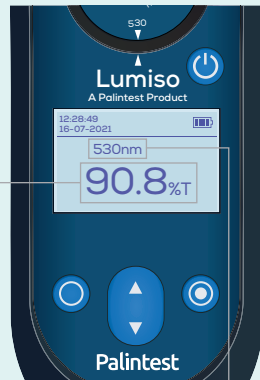 530
Lumiso
A Palintest Product
12:28:49
16-07-2021
530nm
90.8%T
Palintest